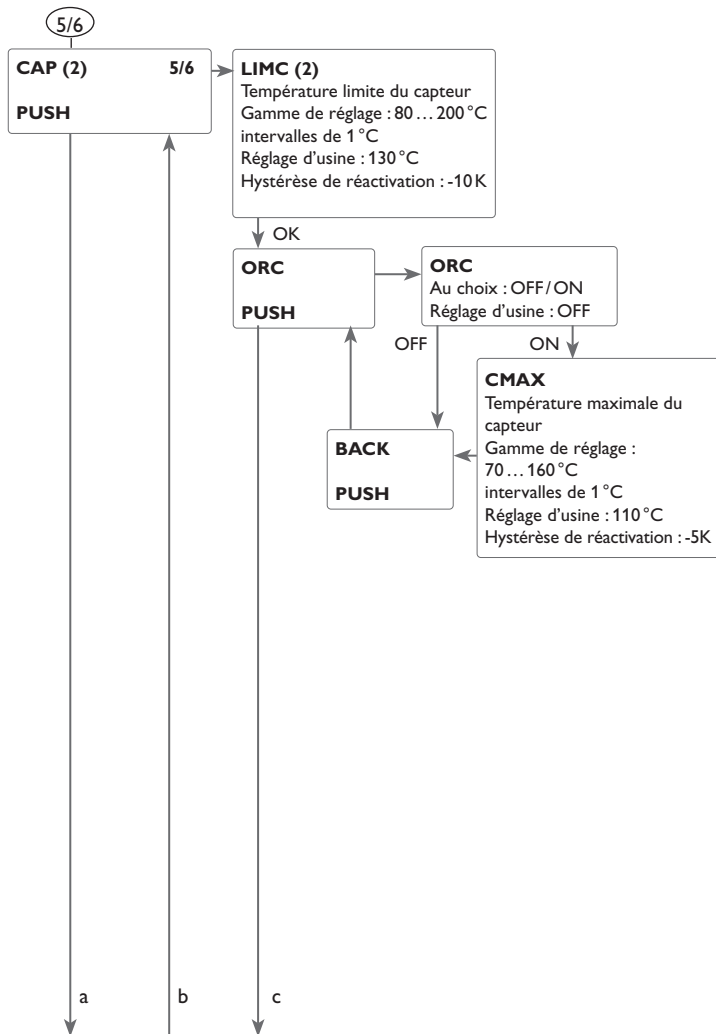 5/6
CAP (2) 5/6
PUSH
LIMC (2)
Température limite du capteur
Gamme de réglage : 80 … 200 °C
intervalles de 1 °C
Réglage d'usine : 130 °C
Hystérèse de réactivation : -10 K
OK
ORC
PUSH
ORC
Au choix : OFF / ON
Réglage d'usine : OFF
OFF
ON
CMAX
Température maximale du
capteur
Gamme de réglage :
70 … 160 °C
intervalles de 1 °C
Réglage d'usine : 110 °C
Hystérèse de réactivation : -5K
BACK
PUSH
a
b
c